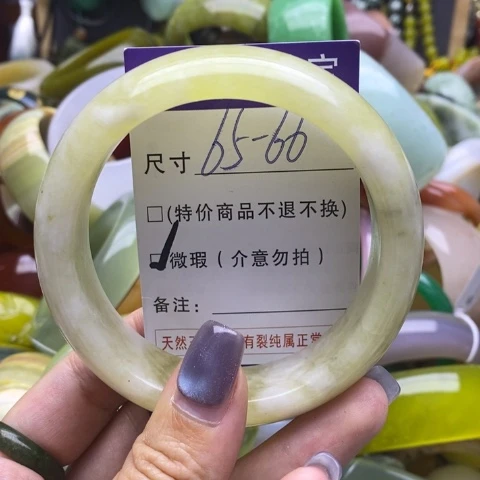 尺寸 65-66
□(特价商品不退不换)
☑微瑕(介意勿拍)
备注:
天然 有裂纯属正常